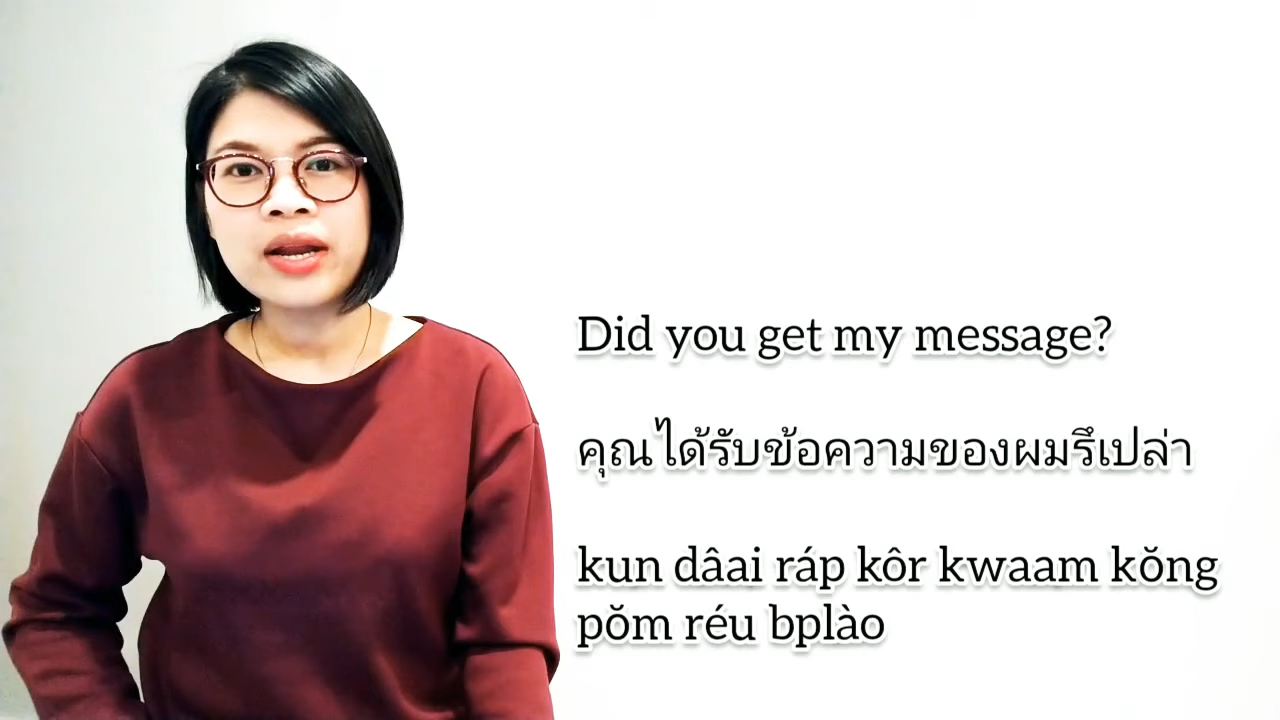 Did you get my message?
คุณได้รับข้อความของผมรึเปล่า
kun dâai ráp kôr kwaam kŏng
pŏm réu bplào